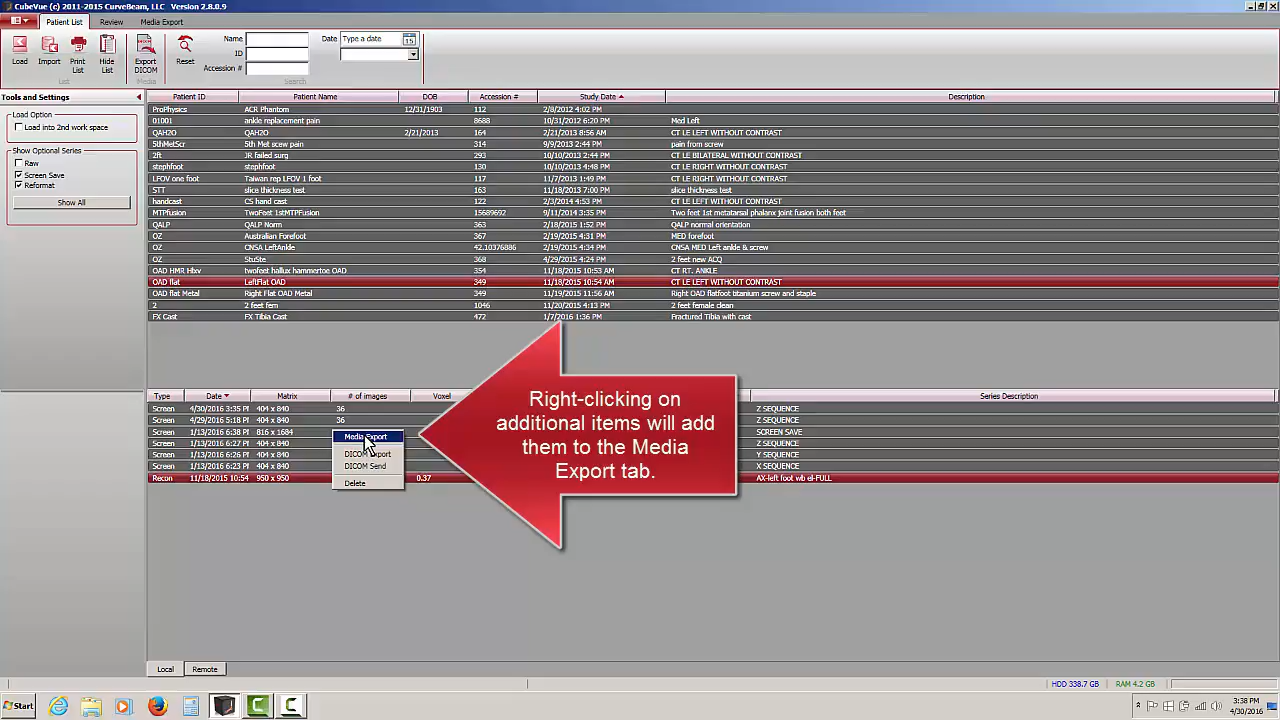 CubeVue (c) 2011-2015 CurveBeam, LLC Version 2.8.0.9
Patient List Review Media Export
Load Import Print List Hide List Export DICOM Reset
List Media Search
Name Date Type a date 15
ID
Accession #
Tools and Settings
Load Option
Load into 2nd work space
Show Optional Series
Raw
Screen Save
Reformat
Show All
Patient ID Patient Name DOB Accession # Study Date Description
ProPhysics ACR Phantom 12/31/1903 112 2/8/2012 4:02 PM
01001 ankle replacement pain 8688 10/31/2012 6:20 PM Med Left
QAH2O QAH2O 2/21/2013 164 2/21/2013 8:56 AM CT LE LEFT WITHOUT CONTRAST
5thMetScr 5th Met scew pain 314 9/9/2013 2:44 PM pain from screw
2ft JR failed surg 293 10/10/2013 2:44 PM CT LE BILATERAL WITHOUT CONTRAST
stephfoot stephfoot 130 10/10/2013 4:48 PM CT LE RIGHT WITHOUT CONTRAST
LFOV one foot Taiwan rep LFOV 1 foot 117 11/7/2013 1:49 PM CT LE RIGHT WITHOUT CONTRAST
STT slice thickness test 163 11/18/2013 7:00 PM slice thickness test
handcast CS hand cast 122 2/3/2014 6:54 PM
MTPfusion TwoFeet 1stMTPfusion 15689692 9/11/2014 3:35 PM Two feet 1st metatarsal phalanx joint fusion both feet
QALP QALP Norm 363 2/18/2015 1:52 PM QALP normal orientation
OZ Australian Forefoot 367 2/19/2015 4:31 PM MED forefoot
OZ CNSA LeftAnkle 42.10376886 2/19/2015 4:34 PM CNSA MED Left ankle & screw
OZ StuSte 368 4/29/2015 7:24 PM 2 feet new ACQ
OAD HMR Hlxv twofeet hallux hammertoe OAD 354 11/18/2015 10:53 AM CT RT. ANKLE
OAD flat LeftFlat OAD 349 11/18/2015 10:54 AM CT LE LEFT WITHOUT CONTRAST
OAD flat Metal Right Flat OAD Metal 349 11/19/2015 11:56 AM Right OAD flatfoot titanium screw and staple
2 2 feet fem 1046 11/20/2015 4:13 PM 2 feet female clean
FX Cast FX Tibia Cast 472 1/7/2016 1:36 PM Fractured Tibia with cast
Type Date Matrix # of images Voxel Series Description
Screen 4/30/2016 3:35 PM 404 x 840 36 Z SEQUENCE
Screen 4/29/2016 5:18 PM 404 x 840 36 Z SEQUENCE
Screen 1/13/2016 6:38 PM 816 x 1684 SCREEN SAVE
Screen 1/13/2016 6:27 PM 404 x 840 Z SEQUENCE
Screen 1/13/2016 6:26 PM 404 x 840 Y SEQUENCE
Screen 1/13/2016 6:23 PM 404 x 840 X SEQUENCE
Recon 11/18/2015 10:54 950 x 950 0.37 AX-left foot wb el-FULL
Media Export
DICOM Export
DICOM Send
Delete
Right-clicking on
additional items will add
them to the Media
Export tab.
Local Remote
HDD 338.7 GB RAM 4.2 GB
Start 3:38 PM
4/30/2016